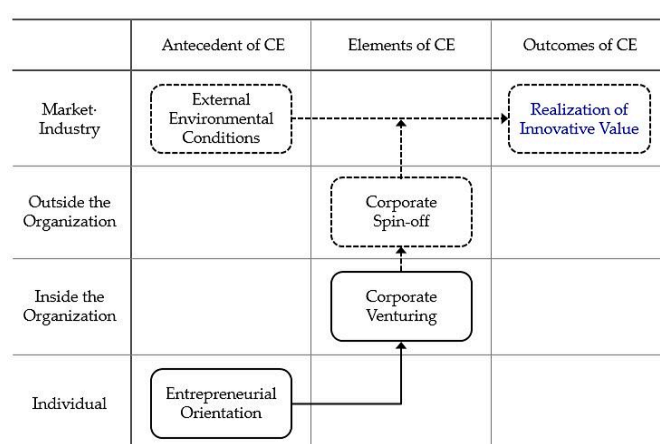 Antecedent of CE
Elements of CE
Outcomes of CE
Market·
Industry
External
Environmental
Conditions
Realization of
Innovative Value
Outside the
Organization
Corporate
Spin-off
Inside the
Organization
Corporate
Venturing
Individual
Entrepreneurial
Orientation